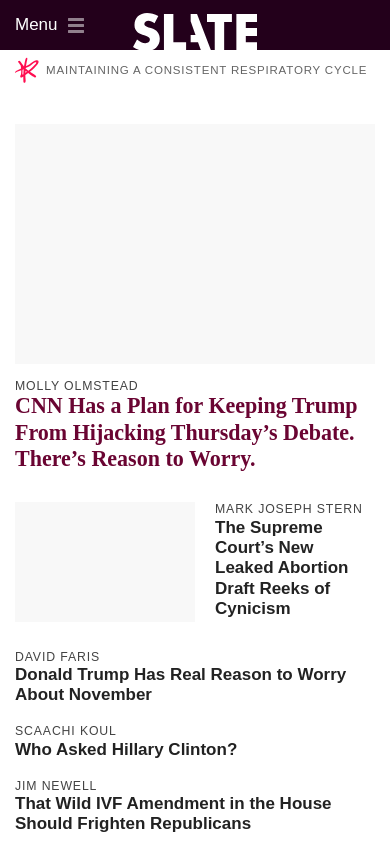 Menu
SLATE
MAINTAINING A CONSISTENT RESPIRATORY CYCLE
MOLLY OLMSTEAD
CNN Has a Plan for Keeping Trump
From Hijacking Thursday’s Debate.
There’s Reason to Worry.
MARK JOSEPH STERN
The Supreme
Court’s New
Leaked Abortion
Draft Reeks of
Cynicism
DAVID FARIS
Donald Trump Has Real Reason to Worry
About November
SCAACHI KOUL
Who Asked Hillary Clinton?
JIM NEWELL
That Wild IVF Amendment in the House
Should Frighten Republicans